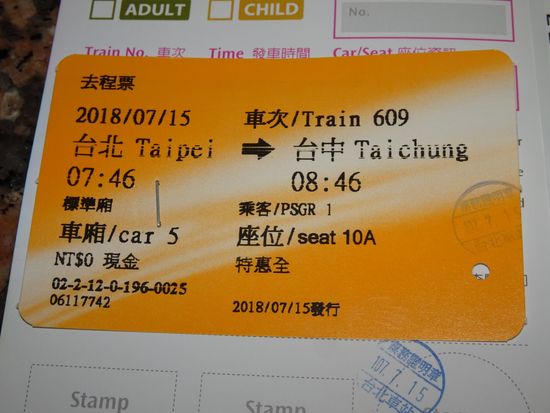 ADULT
CHILD
No.
Train No. 車次
Time 發車時間
Car/Seat 座位資訊
去程票
2018/07/15 車次/Train 609
台北 Taipei ➡ 台中 Taichung
07:46 08:46
標準廂 乘客/PSGR 1
車廂/car 5 座位/seat 10A
NT$0 現金 特惠全
02-2-12-0-196-0025
06117742 2018/07/15發行
107.7.15
107.7.15
Stamp
Stamp